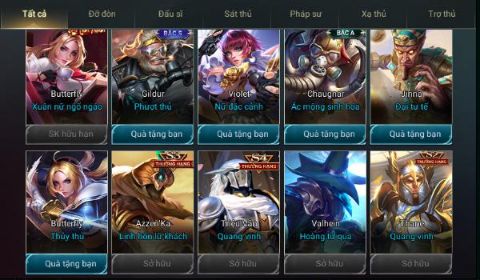 Tất cả Đỡ đòn Đấu sĩ Sát thủ Pháp sư Xạ thủ Trợ thủ
BẬC S BẬC A
Butterfly Gildur Violet Chaugnar Jinna
Xuân nữ ngổ ngáo Phượt thủ Nữ đặc cảnh Ác mộng sinh hóa Đại tư tế
SK hữu hạn Quà tặng bạn Quà tặng bạn Quà tặng bạn Quà tặng bạn
THƯỞNG HẠNG S4 THƯỞNG HẠNG THƯỞNG HẠNG
Butterfly Azzen'Ka Triệu Vân Valhein Thane
Thủy thủ Linh hồn lữ khách Quang vinh Hoàng tử quạ Quang vinh
Quà tặng bạn Sở hữu Sở hữu Sở hữu Sở hữu